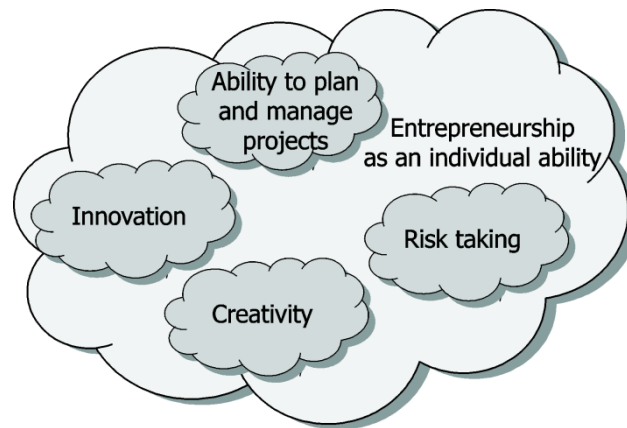 Ability to plan
and manage
projects
Entrepreneurship
as an individual ability
Innovation
Risk taking
Creativity